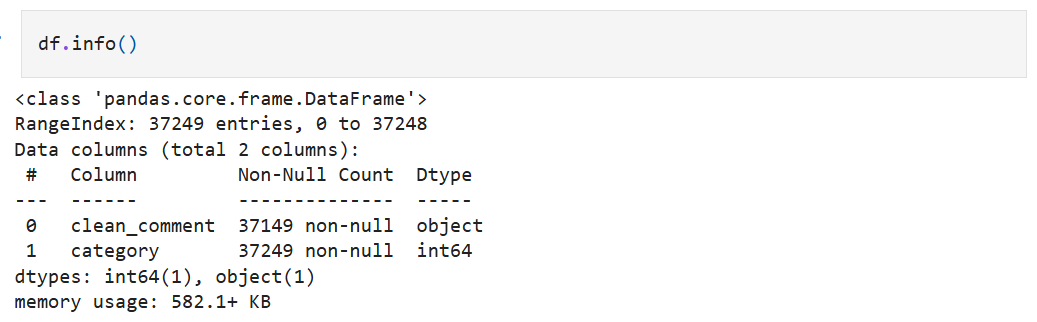 df.info()
<class 'pandas.core.frame.DataFrame'>
RangeIndex: 37249 entries, 0 to 37248
Data columns (total 2 columns):
 #   Column         Non-Null Count  Dtype
---  ------         --------------  -----
 0   clean_comment  37149 non-null  object
 1   category       37249 non-null  int64
dtypes: int64(1), object(1)
memory usage: 582.1+ KB